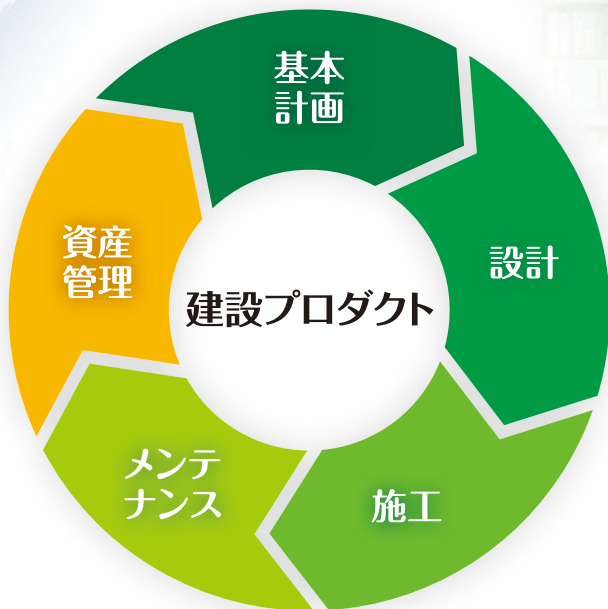 基本
計画
設計
施工
メンテ
ナンス
資産
管理
建設プロダクト